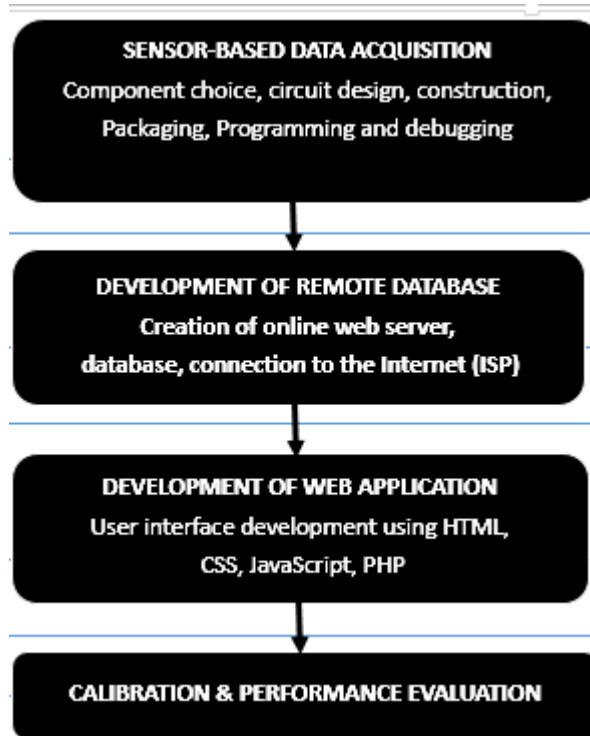 SENSOR-BASED DATA ACQUISITION
Component choice, circuit design, construction,
Packaging, Programming and debugging
DEVELOPMENT OF REMOTE DATABASE
Creation of online web server,
database, connection to the Internet (ISP)
DEVELOPMENT OF WEB APPLICATION
User interface development using HTML,
CSS, JavaScript, PHP
CALIBRATION & PERFORMANCE EVALUATION